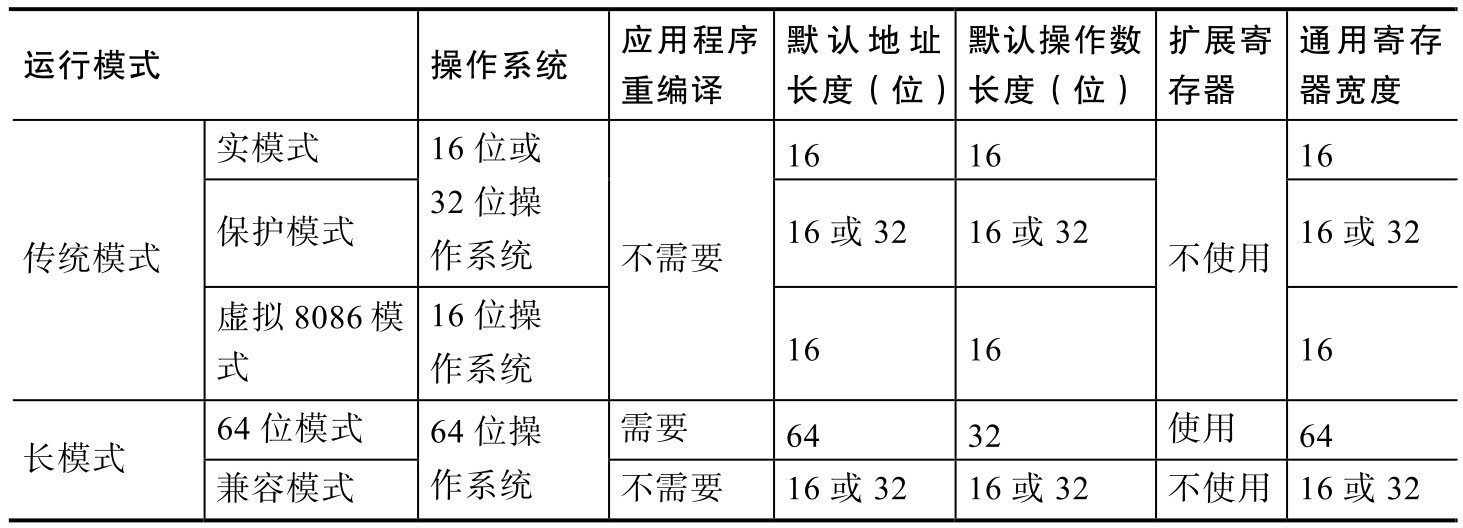 运行模式 操作系统 应用程序 默认地址 默认操作数 扩展寄 通用寄存
重编译 长度（位） 长度（位） 存器 器宽度
传统模式 实模式 16 位或 不需要 16 16 不使用 16
保护模式 32 位操 16 或 32 16 或 32 16 或 32
作系统
虚拟 8086 模 16 位操 16 16 16
式 作系统
长模式 64 位模式 64 位操 需要 64 32 使用 64
兼容模式 作系统 不需要 16 或 32 16 或 32 不使用 16 或 32